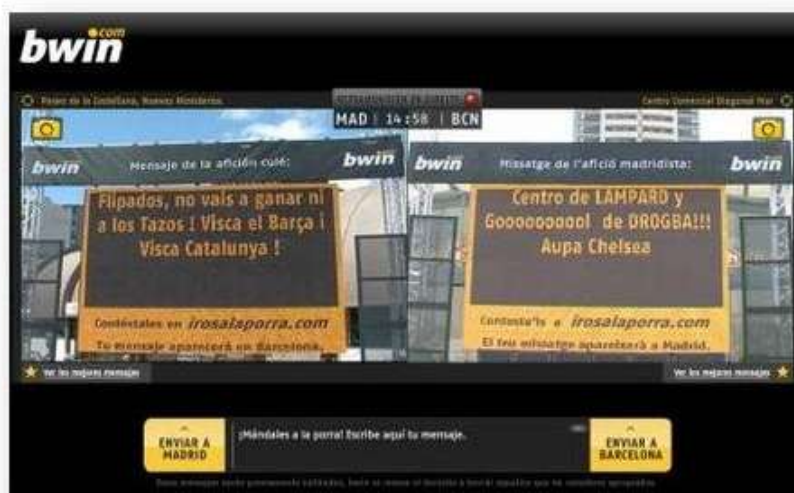 bwin
.com
Paseo de la Castellana, Nuevos Ministerios.
Centro Comercial Diagonal Mar
MAD | 14:58 | BCN
bwin Mensaje de la afición culé: bwin
Flipados, no vais a ganar ni
a los Tazos ! Visca el Barça i
Visca Catalunya !
Contéstales en irosalaporra.com
Tu mensaje aparecerá en Barcelona.
bwin Missatge de l'afició madridista: bwin
Centro de LAMPARD y
Goooooooool de DROGBA!!!
Aupa Chelsea
Contesta'ls a irosalaporra.com
El teu missatge apareixerà a Madrid.
Ver los mejores mensajes
Ver los mejores mensajes
ENVIAR A
MADRID
¡Mándales a la porra! Escribe aquí tu mensaje.
ENVIAR A
BARCELONA